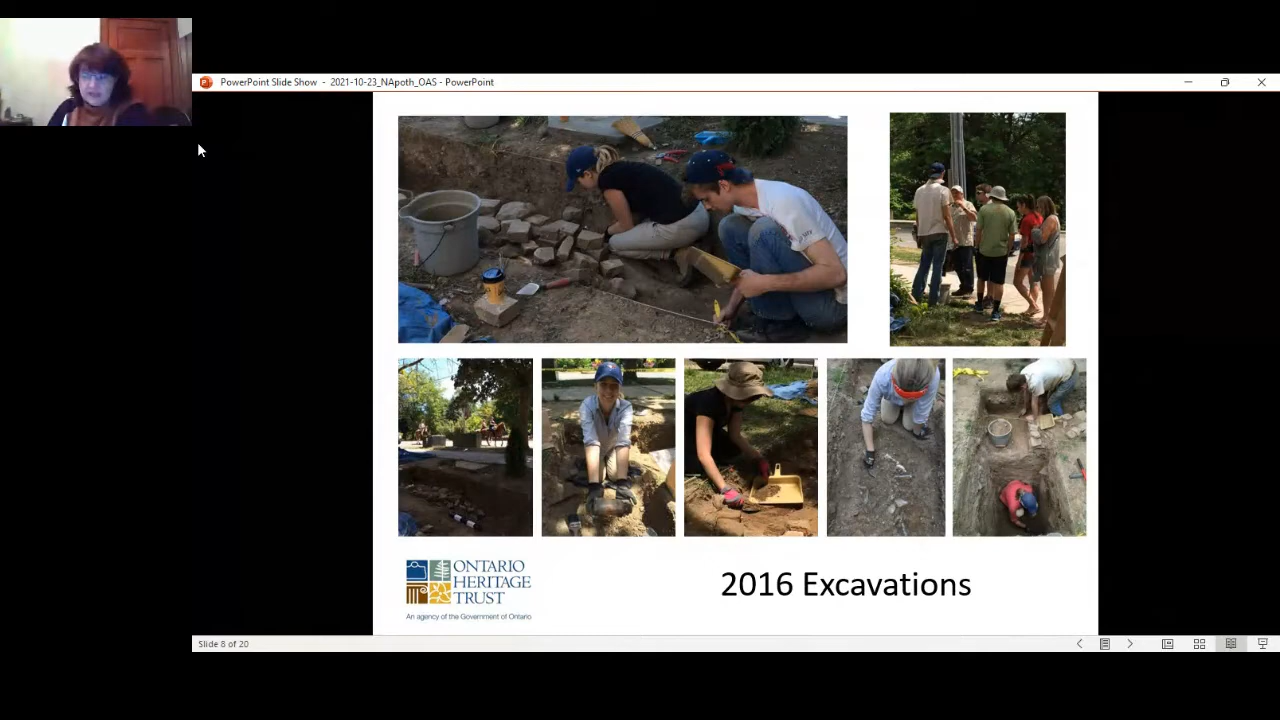 PowerPoint Slide Show - 2021-10-23_NApoth_OAS - PowerPoint
ONTARIO
HERITAGE
TRUST
An agency of the Government of Ontario
2016 Excavations
Slide 8 of 20